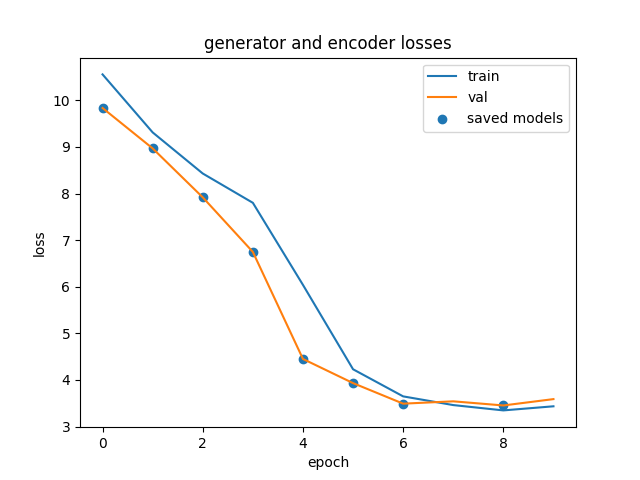 generator and encoder losses
train
val
saved models
10
9
8
7
6
5
4
3
loss
0 2 4 6 8
epoch